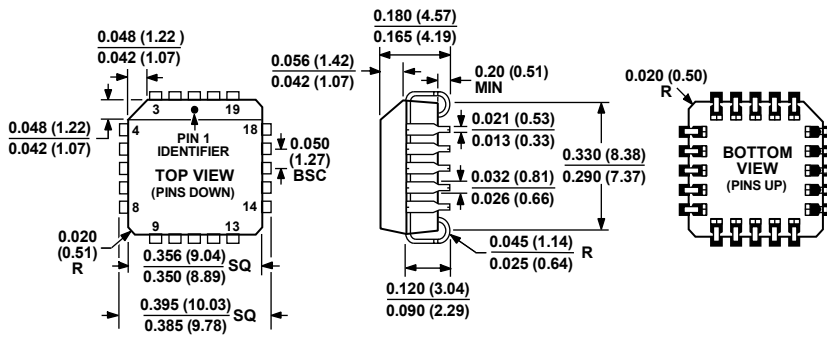 0.048 (1.22 )
0.042 (1.07)
0.048 (1.22)
0.042 (1.07)
3
19
4
18
PIN 1
IDENTIFIER
TOP VIEW
(PINS DOWN)
8
14
9
13
0.050
(1.27)
BSC
0.020
(0.51)
R
0.356 (9.04)
0.350 (8.89)
SQ
0.395 (10.03)
0.385 (9.78)
SQ
0.180 (4.57)
0.165 (4.19)
0.056 (1.42)
0.042 (1.07)
0.20 (0.51)
MIN
0.021 (0.53)
0.013 (0.33)
0.032 (0.81)
0.026 (0.66)
0.330 (8.38)
0.290 (7.37)
0.045 (1.14)
0.025 (0.64)
R
0.120 (3.04)
0.090 (2.29)
0.020 (0.50)
R
BOTTOM
VIEW
(PINS UP)